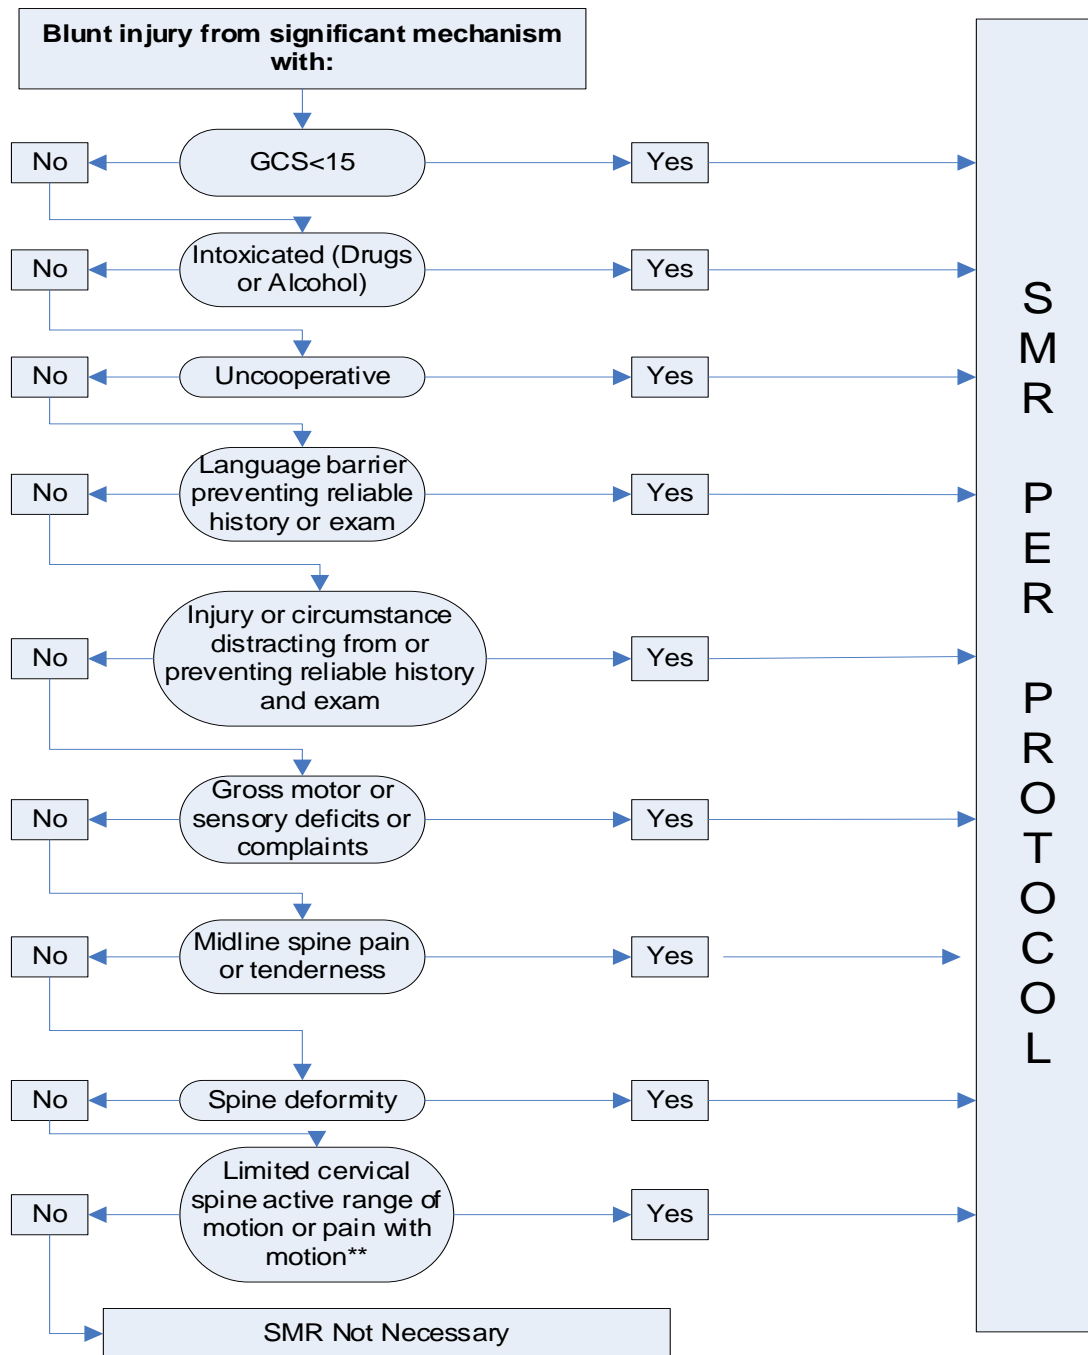 Blunt injury from significant mechanism
with:
No
GCS<15
Yes
No
Intoxicated (Drugs
or Alcohol)
Yes
No
Uncooperative
Yes
No
Language barrier
preventing reliable
history or exam
Yes
No
Injury or circumstance
distracting from or
preventing reliable history
and exam
Yes
No
Gross motor or
sensory deficits or
complaints
Yes
No
Midline spine pain
or tenderness
Yes
No
Spine deformity
Yes
No
Limited cervical
spine active range of
motion or pain with
motion**
Yes
SMR Not Necessary
SMR PER PROTOCOL